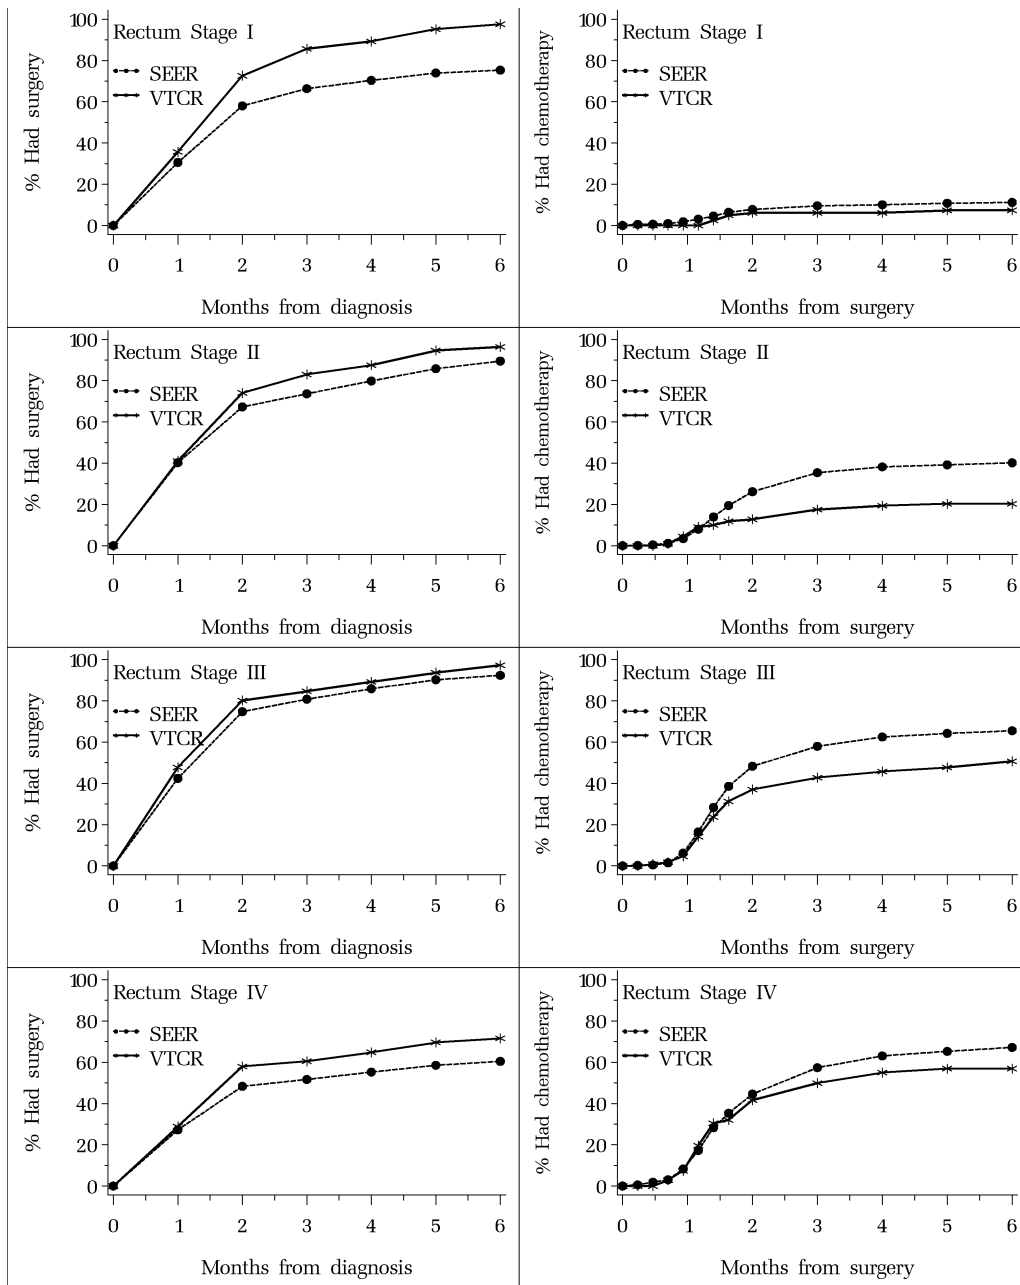 Rectum Stage I
SEER
VTCR
% Had surgery
100
80
60
40
20
0
0 1 2 3 4 5 6
Months from diagnosis
Rectum Stage I
SEER
VTCR
% Had chemotherapy
100
80
60
40
20
0
0 1 2 3 4 5 6
Months from surgery
Rectum Stage II
SEER
VTCR
% Had surgery
100
80
60
40
20
0
0 1 2 3 4 5 6
Months from diagnosis
Rectum Stage II
SEER
VTCR
% Had chemotherapy
100
80
60
40
20
0
0 1 2 3 4 5 6
Months from surgery
Rectum Stage III
SEER
VTCR
% Had surgery
100
80
60
40
20
0
0 1 2 3 4 5 6
Months from diagnosis
Rectum Stage III
SEER
VTCR
% Had chemotherapy
100
80
60
40
20
0
0 1 2 3 4 5 6
Months from surgery
Rectum Stage IV
SEER
VTCR
% Had surgery
100
80
60
40
20
0
0 1 2 3 4 5 6
Months from diagnosis
Rectum Stage IV
SEER
VTCR
% Had chemotherapy
100
80
60
40
20
0
0 1 2 3 4 5 6
Months from surgery